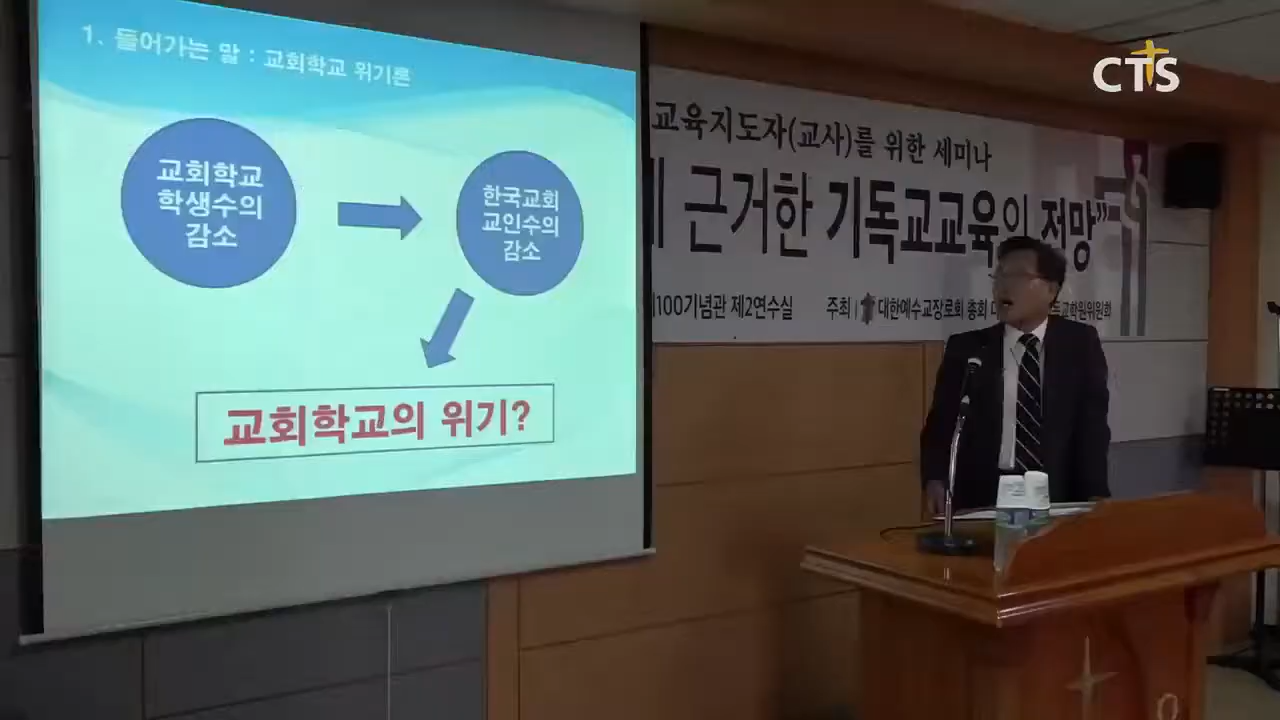 1. 들어가는 말 : 교회학교 위기론
교회학교
학생수의
감소
한국교회
교인수의
감소
교회학교의 위기?
CTS
교육지도자(교사)를 위한 세미나
근거한 기독교교육의 전망"
100기념관 제2연수실
주최 | 대한예수교장로회 총회
학원위원회